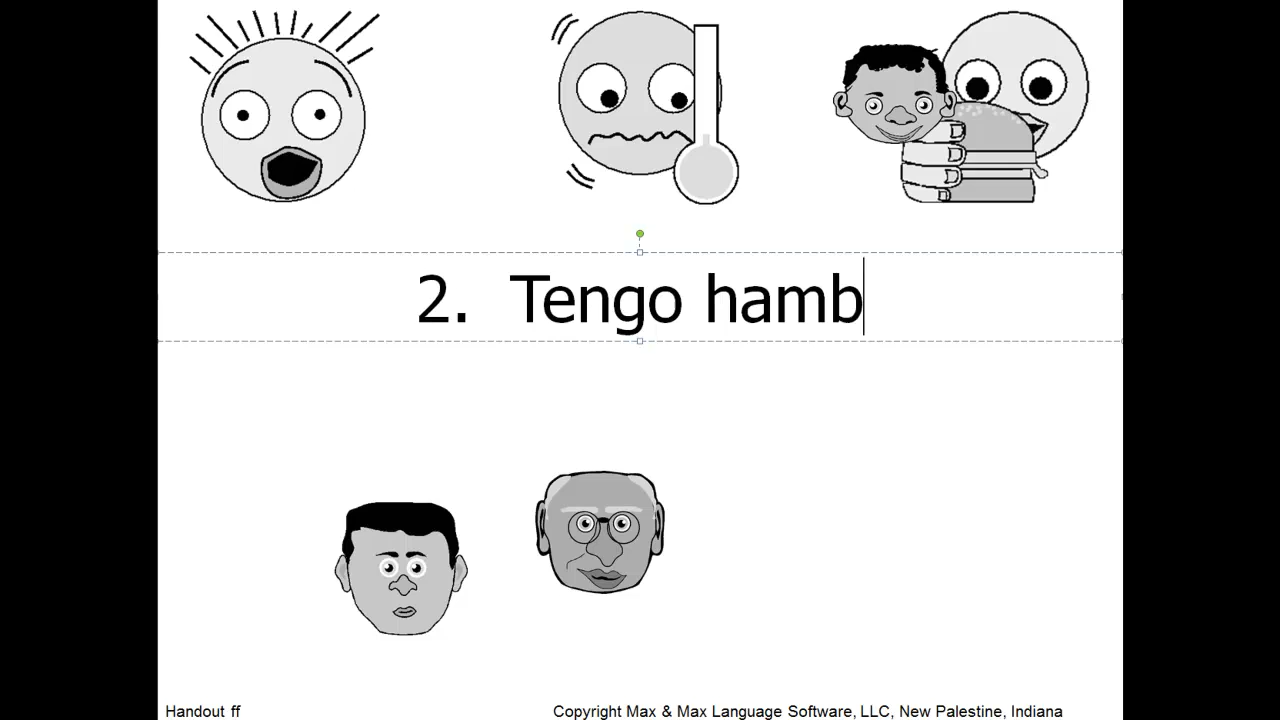 2. Tengo hamb
Handout ff
Copyright Max & Max Language Software, LLC, New Palestine, Indiana